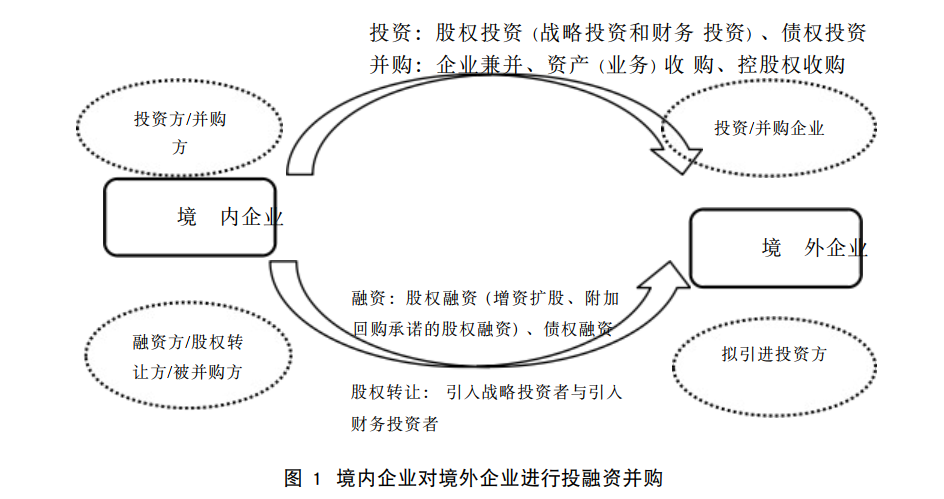 投资：股权投资 (战略投资和财务 投资) 、债权投资
并购：企业兼并、资产 (业务) 收 购、控股权收购
投资方/并购
方
投资/并购企业
境 内企业
境 外企业
融资：股权融资 (增资扩股、附加
回购承诺的股权融资) 、债权融资
融资方/股权转
让方/被并购方
拟引进投资方
股权转让： 引入战略投资者与引入
财务投资者
图 1 境内企业对境外企业进行投融资并购